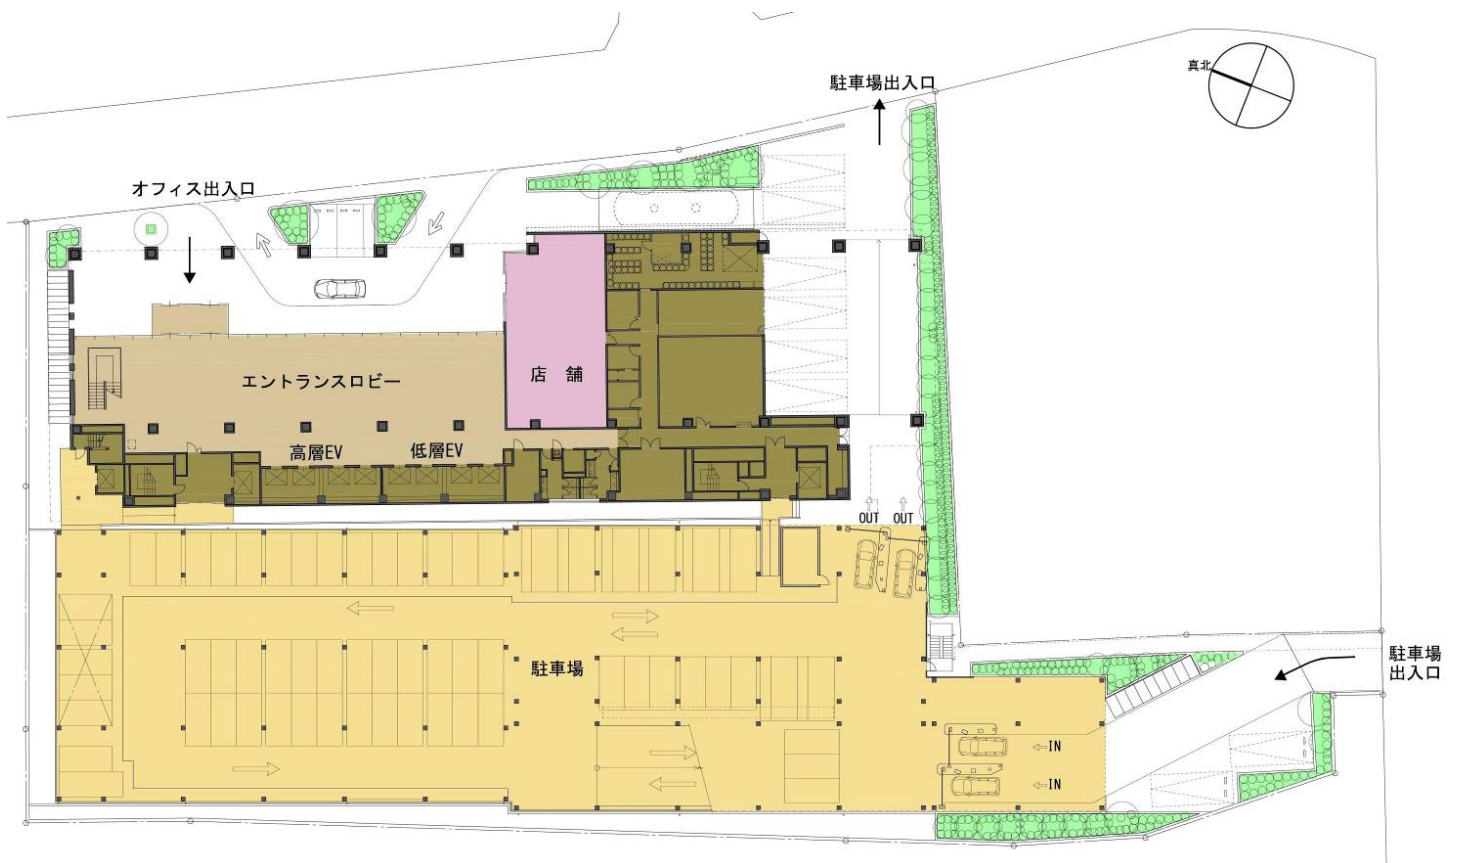 真北
駐車場出入口
オフィス出入口
店　舗
エントランスロビー
高層EV
低層EV
OUT
OUT
駐車場
駐車場
出入口
IN
IN